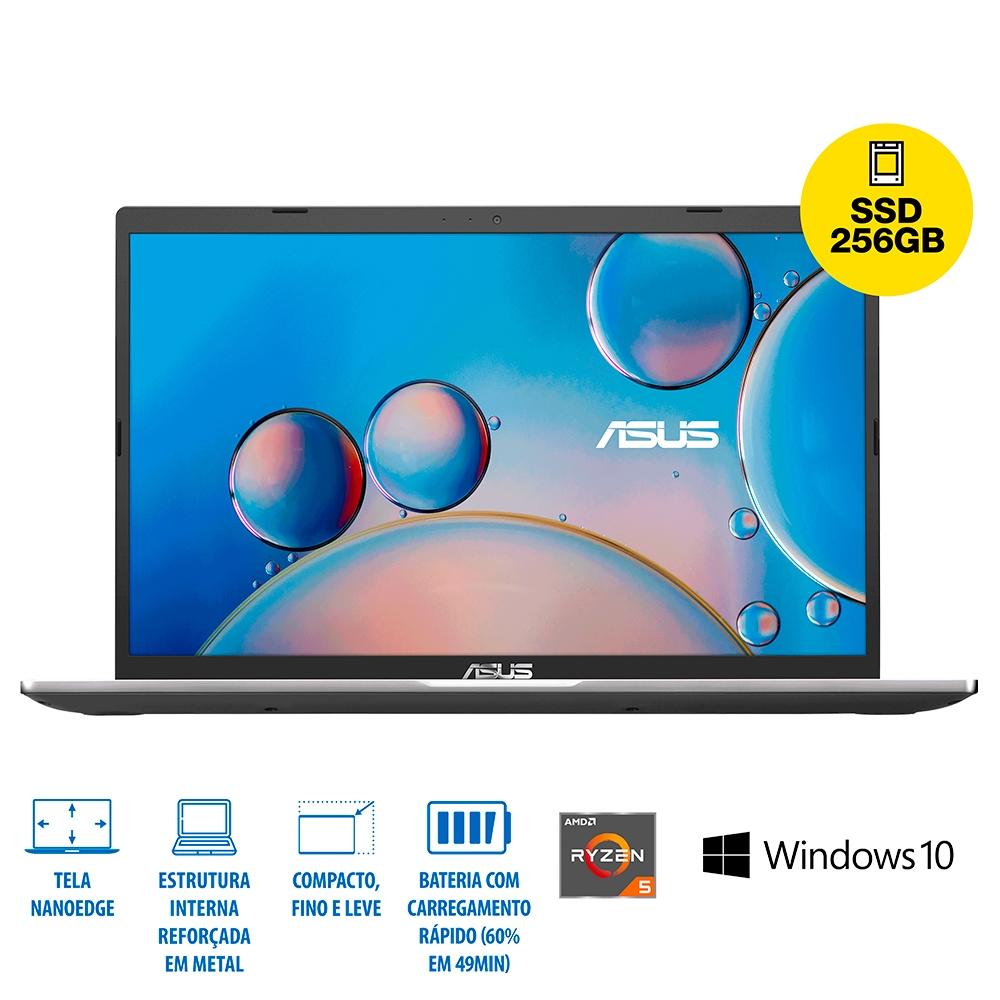 SSD
256GB
ASUS
ASUS
TELA
NANOEDGE
ESTRUTURA
INTERNA
REFORÇADA
EM METAL
COMPACTO,
FINO E LEVE
BATERIA COM
CARREGAMENTO
RÁPIDO (60%
EM 49MIN)
AMD
RYZEN
5
Windows 10